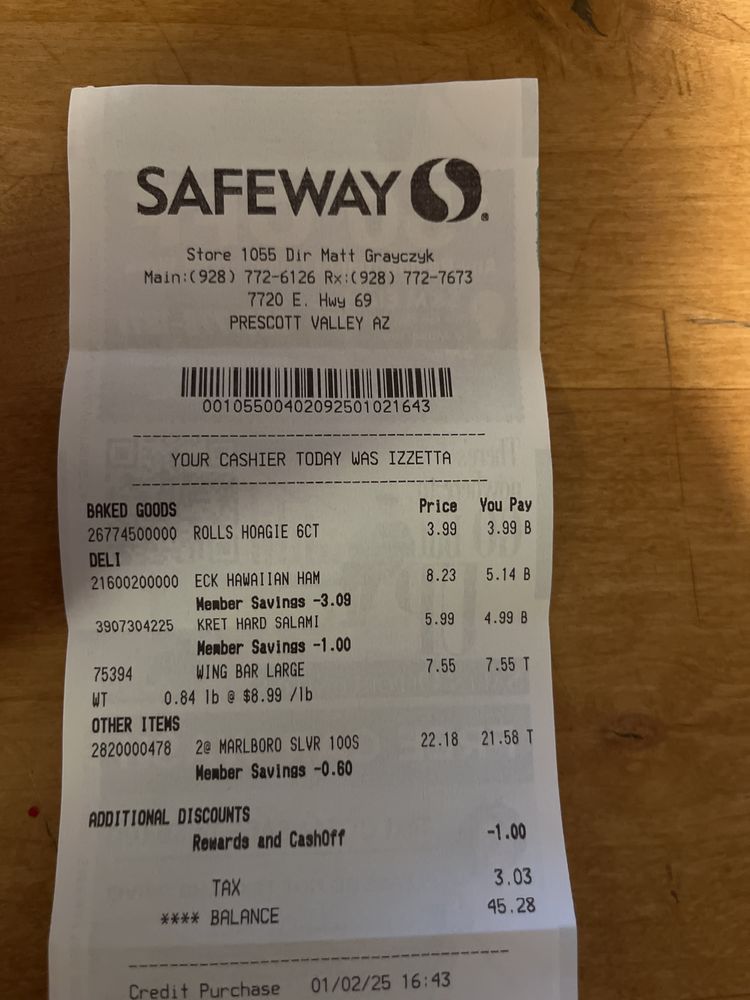 SAFEWAY
Store 1055 Dir Matt Grayczyk
Main:(928) 772-6126 Rx:(928) 772-7673
7720 E. Hwy 69
PRESCOTT VALLEY AZ
00105500402092501021643
YOUR CASHIER TODAY WAS IZZETTA
BAKED GOODS Price You Pay
26774500000 ROLLS HOAGIE 6CT 3.99 3.99 B
DELI
21600200000 ECK HAWAIIAN HAM 8.23 5.14 B
Member Savings -3.09
3907304225 KRET HARD SALAMI 5.99 4.99 B
Member Savings -1.00
75394 WING BAR LARGE 7.55 7.55 T
WT 0.84 lb @ $8.99 /lb
OTHER ITEMS
2820000478 2@ MARLBORO SLVR 100S 22.18 21.58 T
Member Savings -0.60
ADDITIONAL DISCOUNTS
Rewards and CashOff -1.00
TAX 3.03
**** BALANCE 45.28
Credit Purchase 01/02/25 16:43